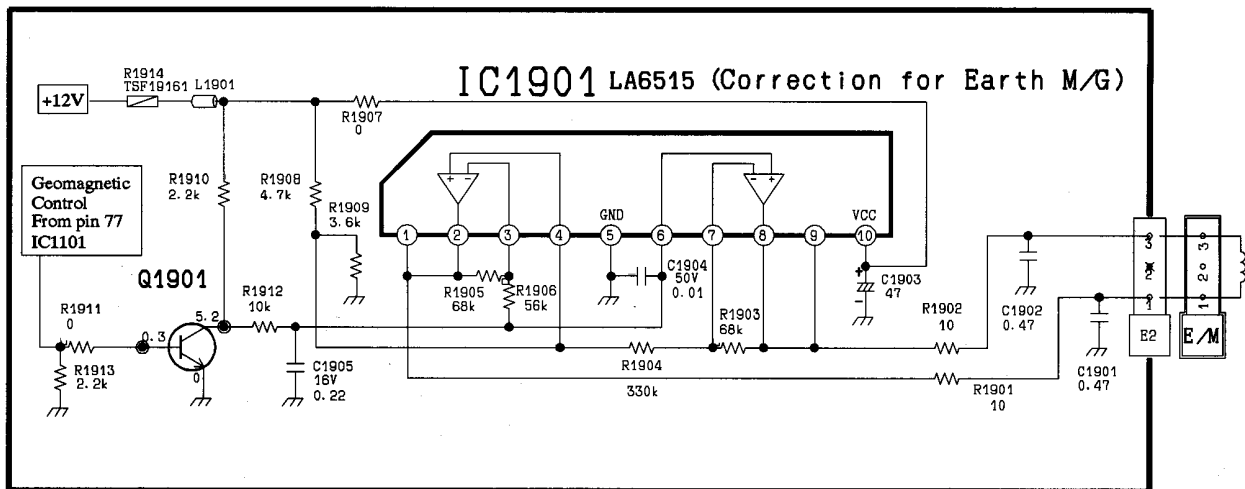 IC1901 LA6515 (Correction for Earth M/G)
+12V
R1914
TSF19161
L1901
R1907
0
R1910
2.2k
R1908
4.7k
R1909
3.6k
Geomagnetic
Control
From pin 77
IC1101
+ -
- +
GND
VCC
1 2 3 4 5 6 7 8 9 10
Q1901
R1911
0
R1913
2.2k
0.3
5.2
0
R1912
10k
C1905
16V
0.22
R1905
68k
R1906
56k
C1904
50V
0.01
R1903
68k
R1904
330k
+
-
C1903
47
R1902
10
R1901
10
C1902
0.47
C1901
0.47
3
2
1
E2
3
2
1
E/M